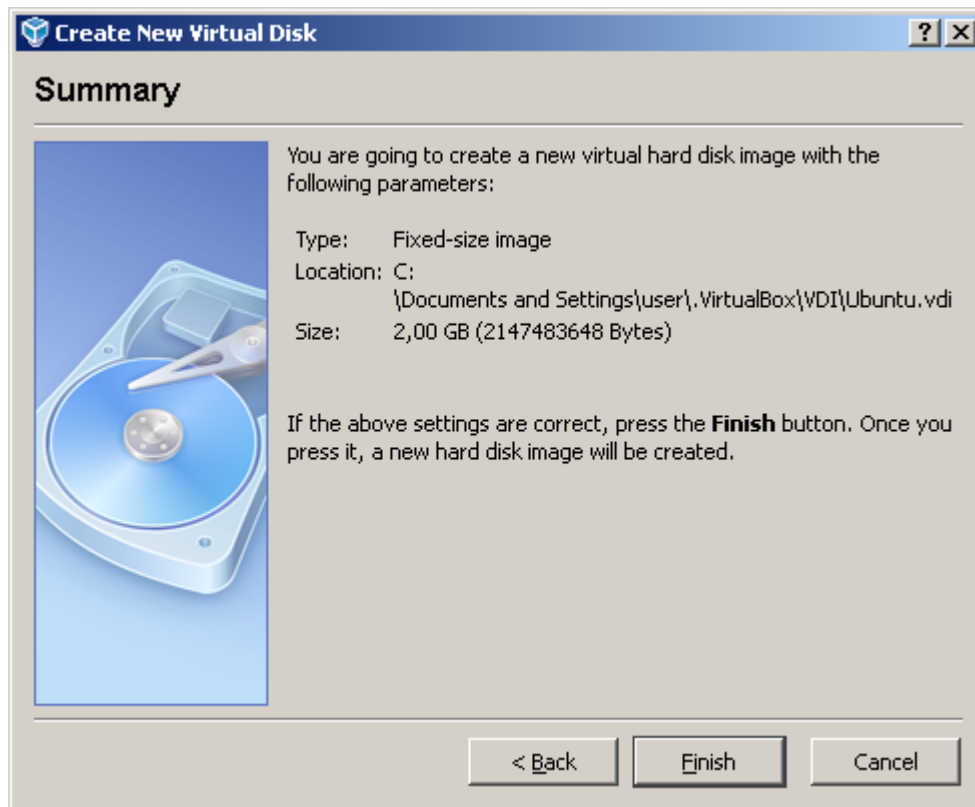 Create New Virtual Disk
Summary
You are going to create a new virtual hard disk image with the
following parameters:
Type: Fixed-size image
Location: C:
\Documents and Settings\user\.VirtualBox\VDI\Ubuntu.vdi
Size: 2,00 GB (2147483648 Bytes)
If the above settings are correct, press the Finish button. Once you
press it, a new hard disk image will be created.
< Back Finish Cancel